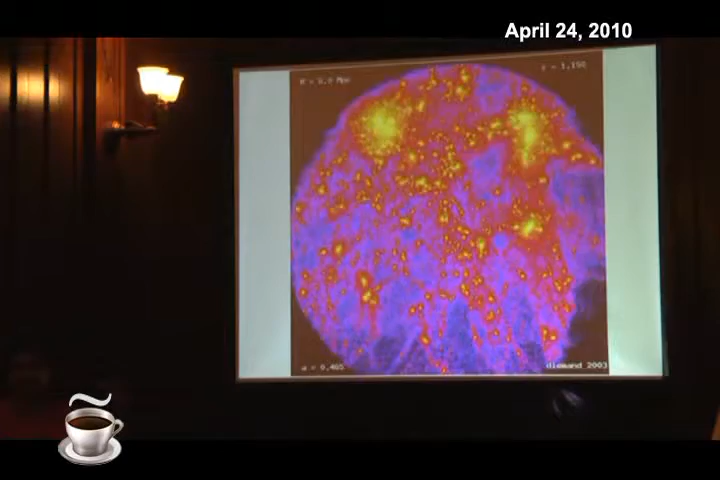 April 24, 2010
z = 1.150
a = 0.465
diemand 2003